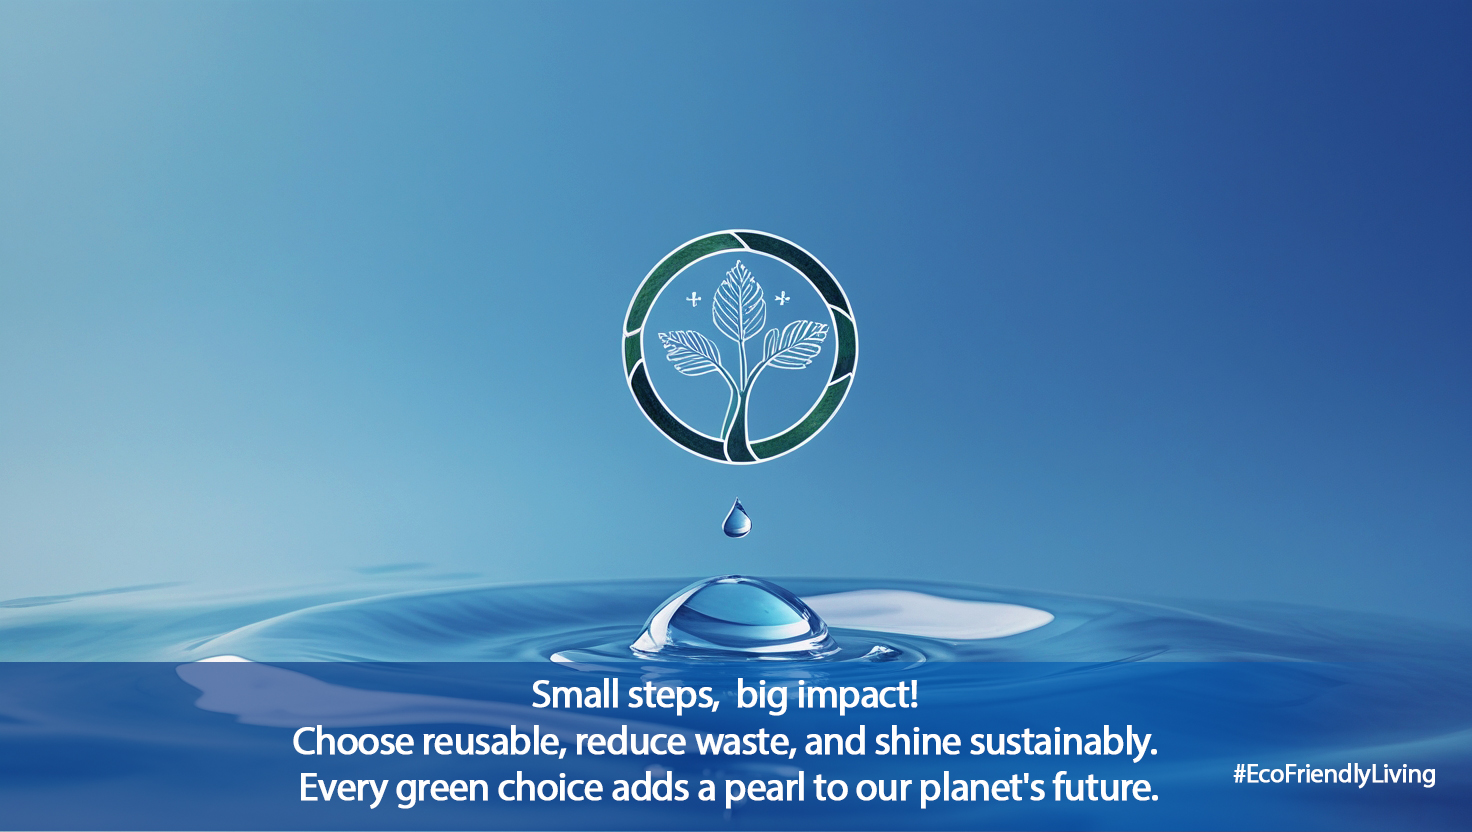 Small steps,  big impact!
Choose reusable, reduce waste, and shine sustainably.
Every green choice adds a pearl to our planet's future.
#EcoFriendlyLiving